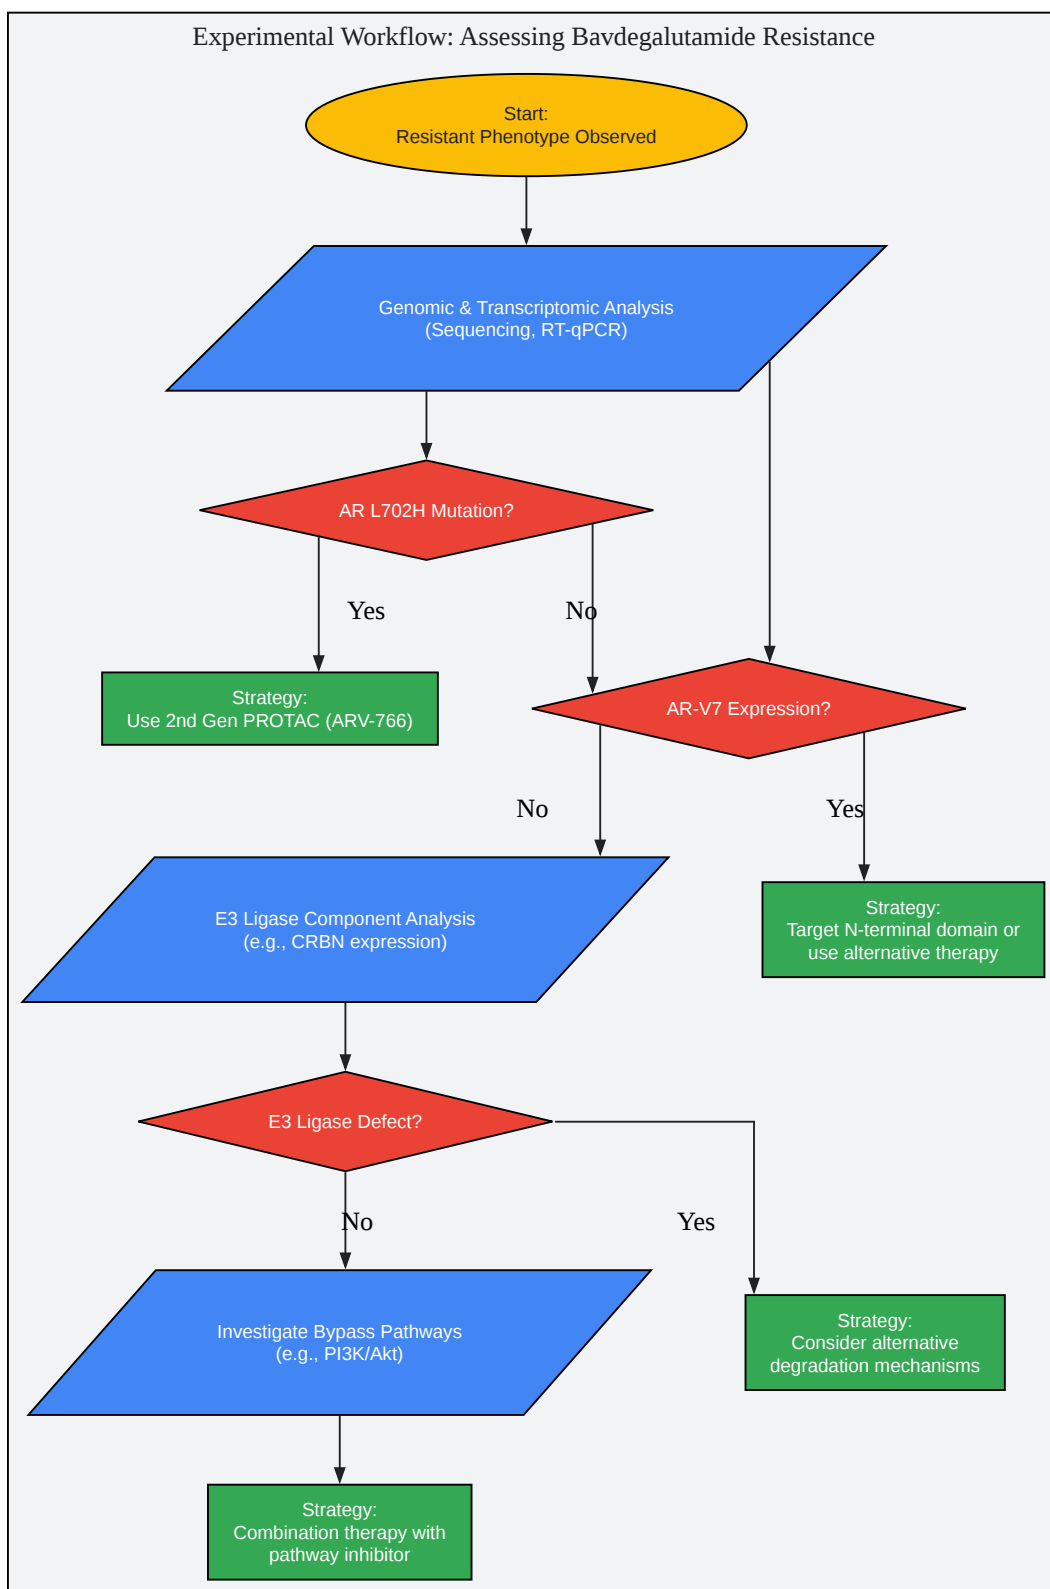 Experimental Workflow: Assessing Bavdegalutamide Resistance
Start:
Resistant Phenotype Observed
Genomic & Transcriptomic Analysis
(Sequencing, RT-qPCR)
AR L702H Mutation?
Yes
No
Strategy:
Use 2nd Gen PROTAC (ARV-766)
AR-V7 Expression?
No
Yes
E3 Ligase Component Analysis
(e.g., CRBN expression)
Strategy:
Target N-terminal domain or
use alternative therapy
E3 Ligase Defect?
No
Yes
Investigate Bypass Pathways
(e.g., PI3K/Akt)
Strategy:
Consider alternative
degradation mechanisms
Strategy:
Combination therapy with
pathway inhibitor